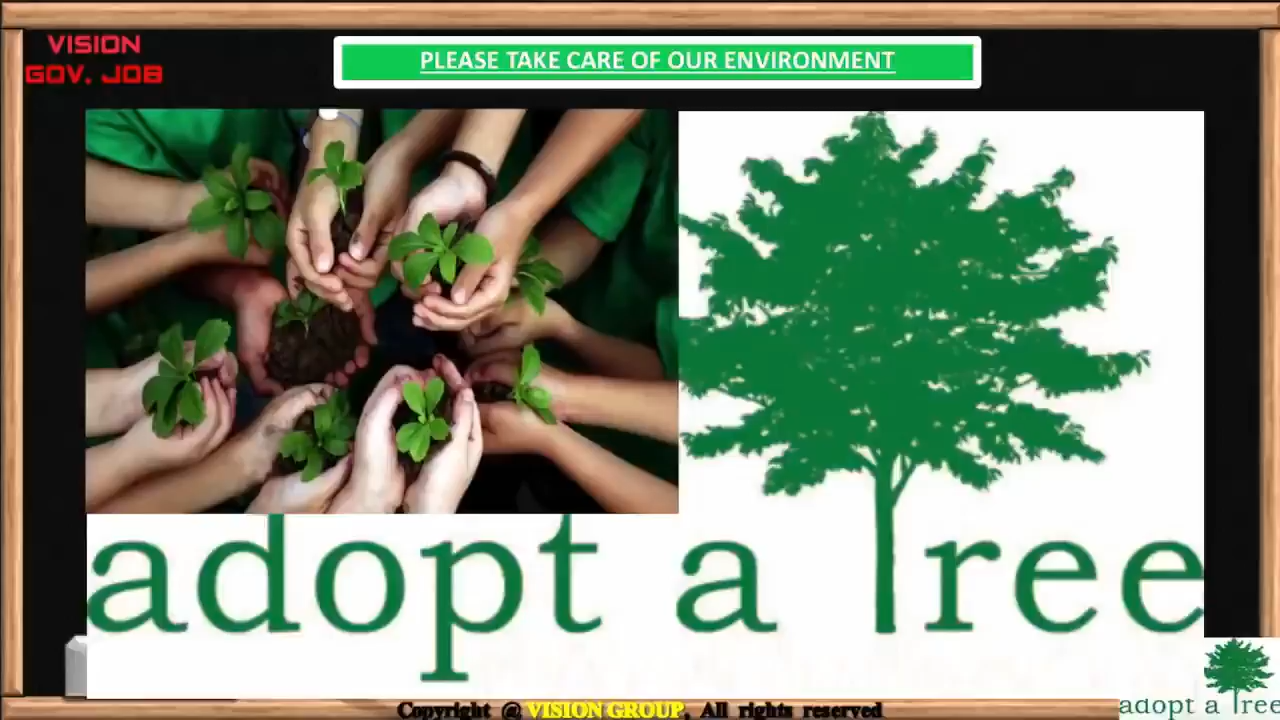 VISION
GOV. JOB
PLEASE TAKE CARE OF OUR ENVIRONMENT
adopt a Tree
Copyright @ VISION GROUP, All rights reserved
adopt a Tree